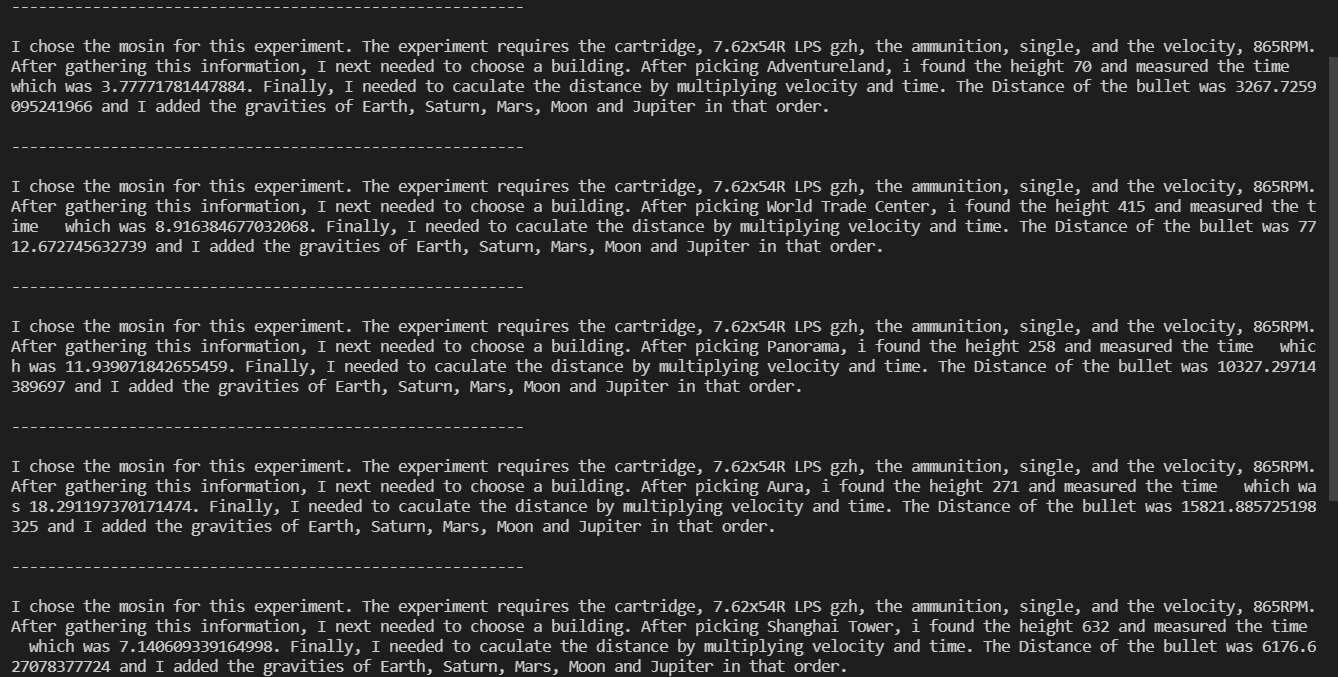 ---------------------------------------------------------
I chose the mosin for this experiment. The experiment requires the cartridge, 7.62x54R LPS gzh, the ammunition, single, and the velocity, 865RPM.
After gathering this information, I next needed to choose a building. After picking Adventureland, i found the height 70 and measured the time
which was 3.77771781447884. Finally, I needed to caculate the distance by multiplying velocity and time. The Distance of the bullet was 3267.7259
095241966 and I added the gravities of Earth, Saturn, Mars, Moon and Jupiter in that order.
---------------------------------------------------------
I chose the mosin for this experiment. The experiment requires the cartridge, 7.62x54R LPS gzh, the ammunition, single, and the velocity, 865RPM.
After gathering this information, I next needed to choose a building. After picking World Trade Center, i found the height 415 and measured the t
ime   which was 8.916384677032068. Finally, I needed to caculate the distance by multiplying velocity and time. The Distance of the bullet was 77
12.672745632739 and I added the gravities of Earth, Saturn, Mars, Moon and Jupiter in that order.
---------------------------------------------------------
I chose the mosin for this experiment. The experiment requires the cartridge, 7.62x54R LPS gzh, the ammunition, single, and the velocity, 865RPM.
After gathering this information, I next needed to choose a building. After picking Panorama, i found the height 258 and measured the time   whic
h was 11.939071842655459. Finally, I needed to caculate the distance by multiplying velocity and time. The Distance of the bullet was 10327.29714
389697 and I added the gravities of Earth, Saturn, Mars, Moon and Jupiter in that order.
---------------------------------------------------------
I chose the mosin for this experiment. The experiment requires the cartridge, 7.62x54R LPS gzh, the ammunition, single, and the velocity, 865RPM.
After gathering this information, I next needed to choose a building. After picking Aura, i found the height 271 and measured the time   which wa
s 18.291197370171474. Finally, I needed to caculate the distance by multiplying velocity and time. The Distance of the bullet was 15821.885725198
325 and I added the gravities of Earth, Saturn, Mars, Moon and Jupiter in that order.
---------------------------------------------------------
I chose the mosin for this experiment. The experiment requires the cartridge, 7.62x54R LPS gzh, the ammunition, single, and the velocity, 865RPM.
After gathering this information, I next needed to choose a building. After picking Shanghai Tower, i found the height 632 and measured the time
  which was 7.140609339164998. Finally, I needed to caculate the distance by multiplying velocity and time. The Distance of the bullet was 6176.6
27078377724 and I added the gravities of Earth, Saturn, Mars, Moon and Jupiter in that order.